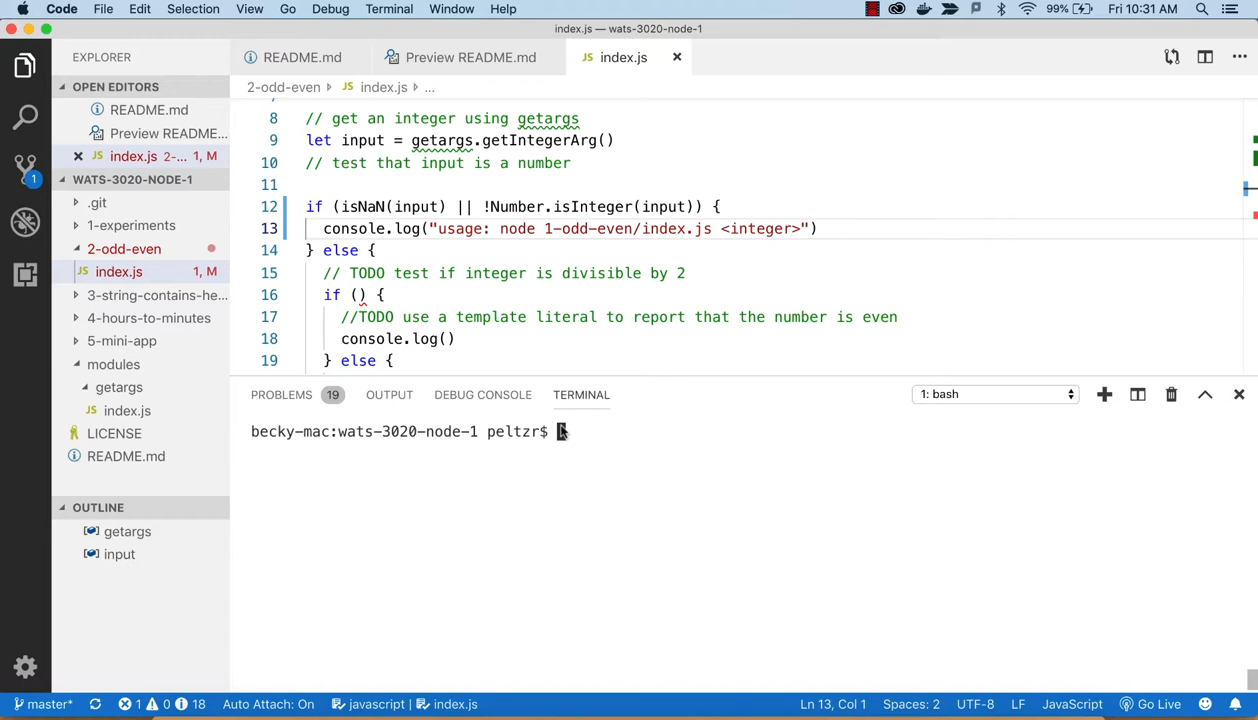 Code File Edit Selection View Go Debug Terminal Window Help 99% Fri 10:31 AM
index.js — wats-3020-node-1
EXPLORER
README.md
Preview README.md
JS index.js
OPEN EDITORS
README.md
Preview README...
JS index.js 2-... 1, M
WATS-3020-NODE-1
.git
1-experiments
2-odd-even
JS index.js 1, M
3-string-contains-he...
4-hours-to-minutes
5-mini-app
modules
getargs
JS index.js
LICENSE
README.md
OUTLINE
getargs
input
1
2-odd-even JS index.js ...
8 // get an integer using getargs
9 let input = getargs.getIntegerArg()
10 // test that input is a number
11
12 if (isNaN(input) || !Number.isInteger(input)) {
13 console.log("usage: node 1-odd-even/index.js <integer>")
14 } else {
15 // TODO test if integer is divisible by 2
16 if () {
17 //TODO use a template literal to report that the number is even
18 console.log()
19 } else {
PROBLEMS 19 OUTPUT DEBUG CONSOLE TERMINAL 1: bash
becky-mac:wats-3020-node-1 peltzr$
master* 1 0 18 Auto Attach: On javascript | index.js Ln 13, Col 1 Spaces: 2 UTF-8 LF JavaScript Go Live